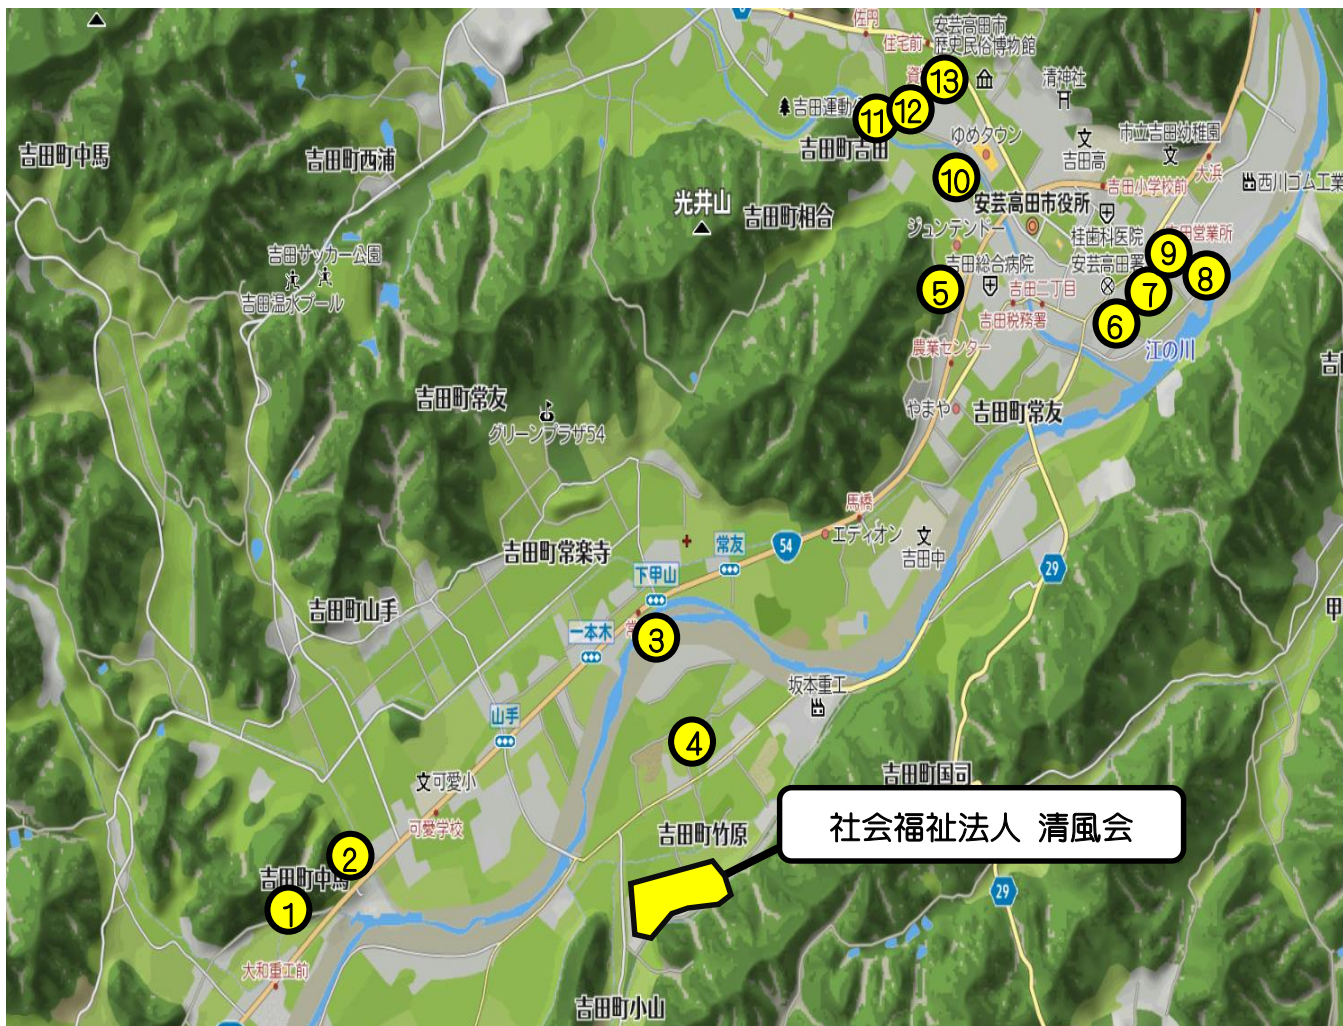 佐円
住宅前
安芸高田市
歴史民俗博物館
資
⑬
清神社
吉田運動
⑪
⑫
吉田町中馬
吉田町西浦
吉田町吉田
ゆめタウン
吉田高
市立吉田幼稚園
大浜
西川ゴム工業
⑩
吉田小学校前
光井山
吉田町相合
安芸高田市役所
ジュンテンドー
桂歯科医院
田営業所
吉田サッカー公園
吉田温水プール
吉田総合病院
安芸高田署
⑨
⑧
⑤
吉田二丁目
⑦
吉田税務署
⑥
農業センター
江の川
吉田町常友
やまや
吉田町常友
グリーンプラザ54
馬橋
エディオン
吉田中
54
常友
吉田町常楽寺
下甲山
29
吉田町山手
甲
一本木
③
坂本重工
山手
④
可愛小
吉田町国司
可愛学校
吉田町竹原
社会福祉法人 清風会
②
吉田町中馬
①
29
大和重工前
吉田町小山